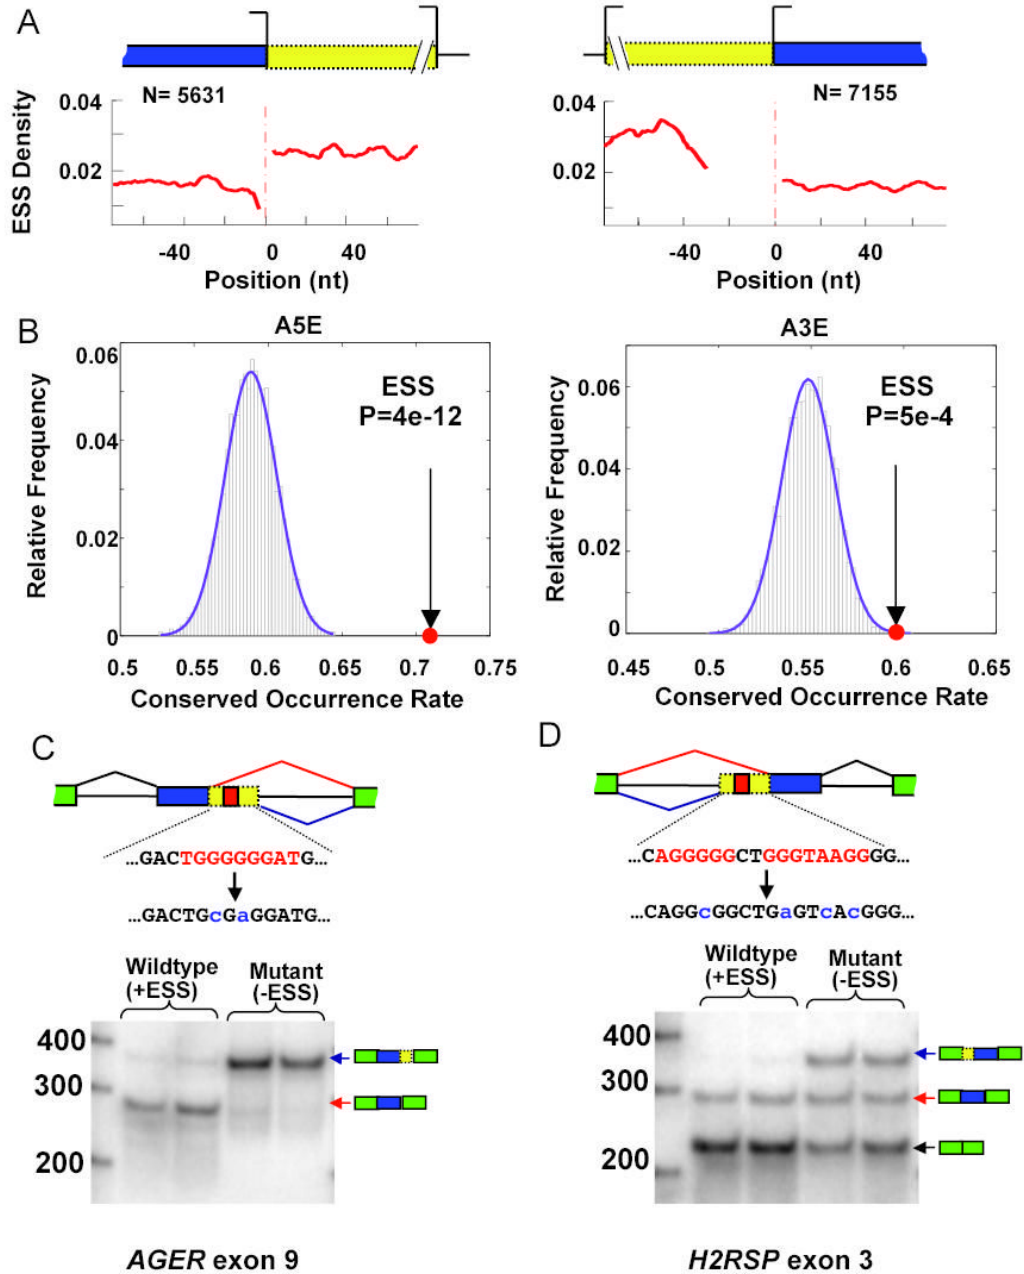 A
N= 5631
N= 7155
ESS Density
0.04
0.02
0.04
0.02
-40 0 40
-40 0 40
Position (nt)
Position (nt)
B
A5E
A3E
Relative Frequency
0.06
0.04
0.02
0
ESS
P=4e-12
0.5 0.55 0.6 0.65 0.7 0.75
Conserved Occurrence Rate
Relative Frequency
0.06
0.04
0.02
0
ESS
P=5e-4
0.45 0.5 0.55 0.6 0.65
Conserved Occurrence Rate
C
...GACTGGGGGGATG...
...GACTGcGaGGATG...
Wildtype
(+ESS)
Mutant
(-ESS)
400
300
200
AGER exon 9
D
...CAGGGGGCTGGGTAAGGGG...
...CAGGcGGCTGaGTcAcGGG...
Wildtype
(+ESS)
Mutant
(-ESS)
400
300
200
H2RSP exon 3